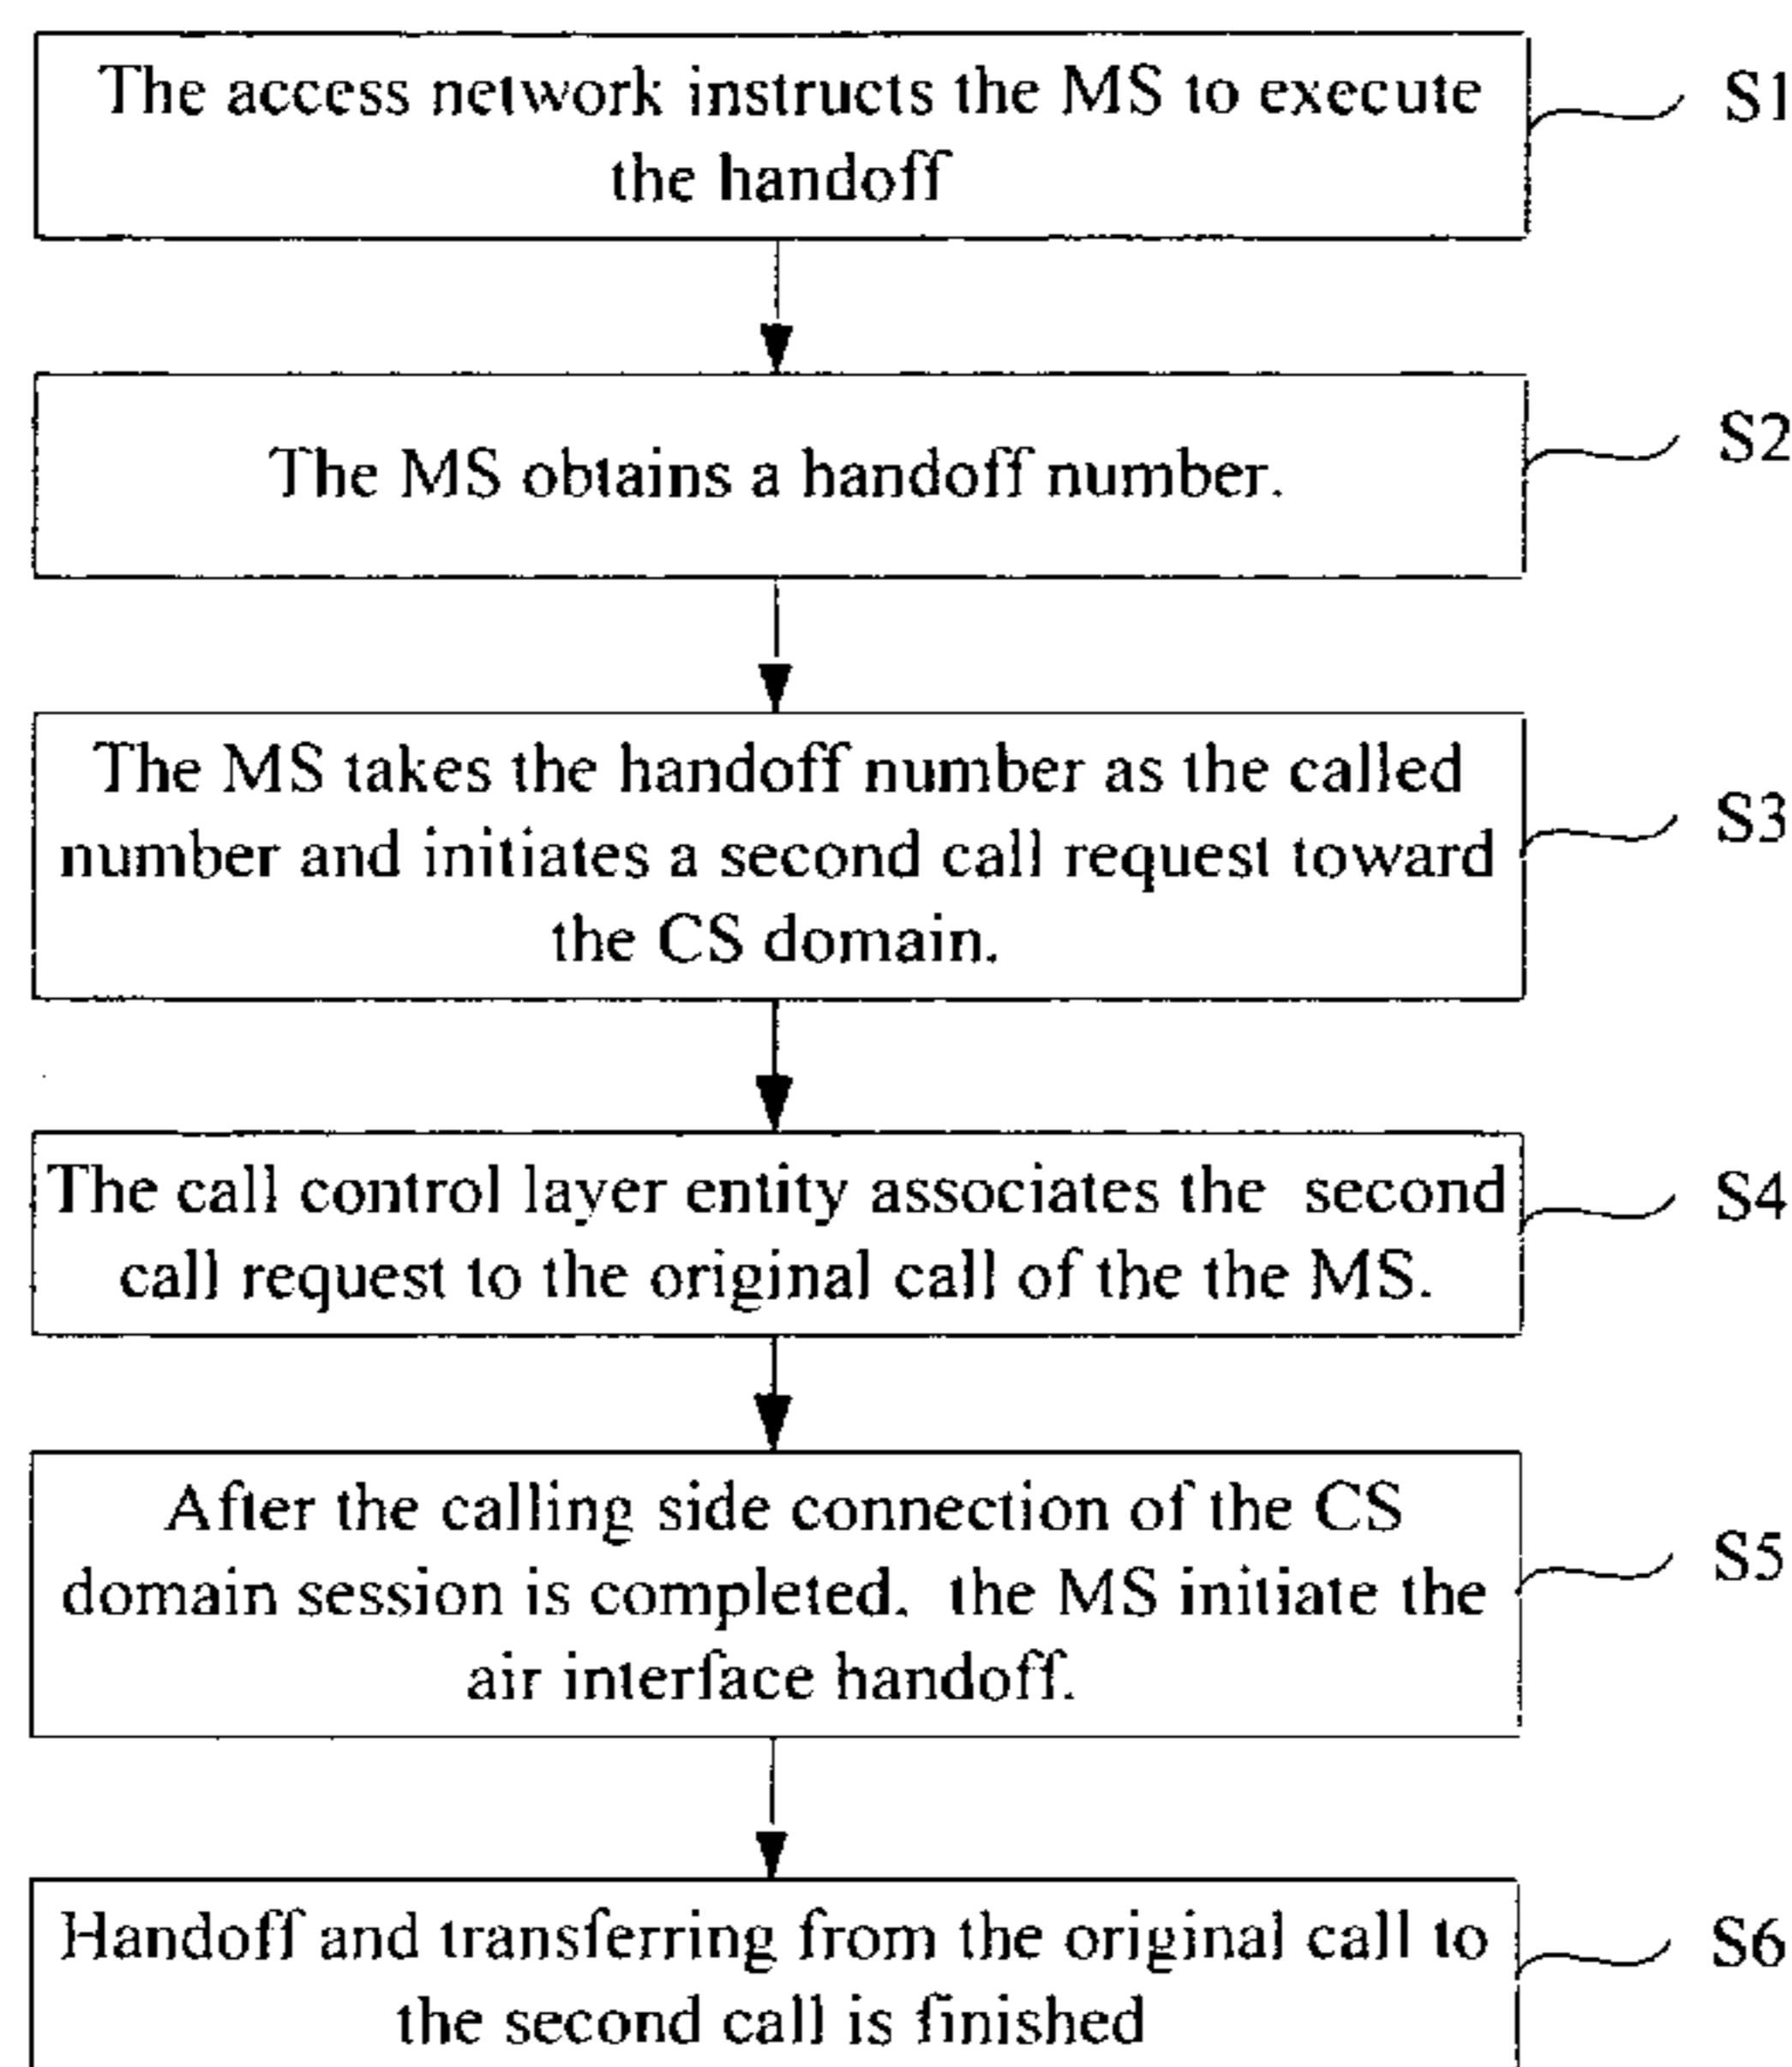 The access network instructs the MS to execute
the handoff
S1
The MS obtains a handoff number.
S2
The MS takes the handoff number as the called
number and initiates a second call request toward
the CS domain.
S3
The call control layer entity associates the second
call request to the original call of the the MS.
S4
After the calling side connection of the CS
domain session is completed. the MS initiate the
air interface handoff.
S5
Handoff and transferring from the original call to
the second call is finished
S6